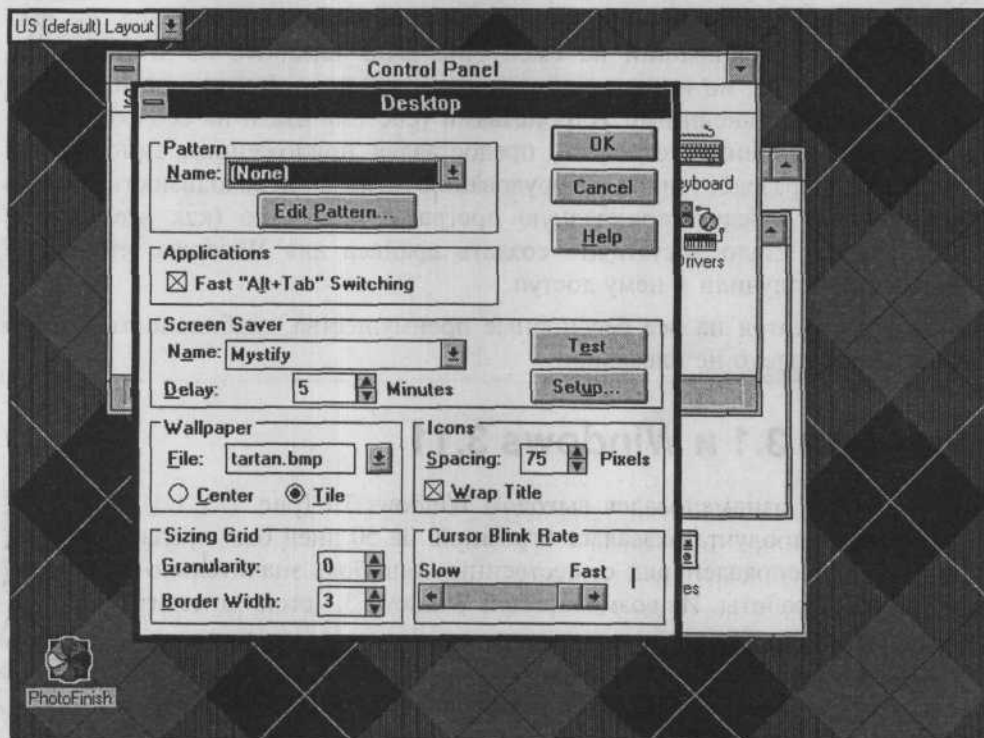 US (default) Layout
Control Panel
Desktop
Pattern
Name: (None)
Edit Pattern...
OK
Cancel
Help
Applications
Fast "Alt+Tab" Switching
Screen Saver
Name: Mystify
Delay: 5 Minutes
Test
Setup...
Wallpaper
File: tartan.bmp
Center Tile
Icons
Spacing: 75 Pixels
Wrap Title
Sizing Grid
Granularity: 0
Border Width: 3
Cursor Blink Rate
Slow Fast
eyboard
rivers
es
PhotoFinish